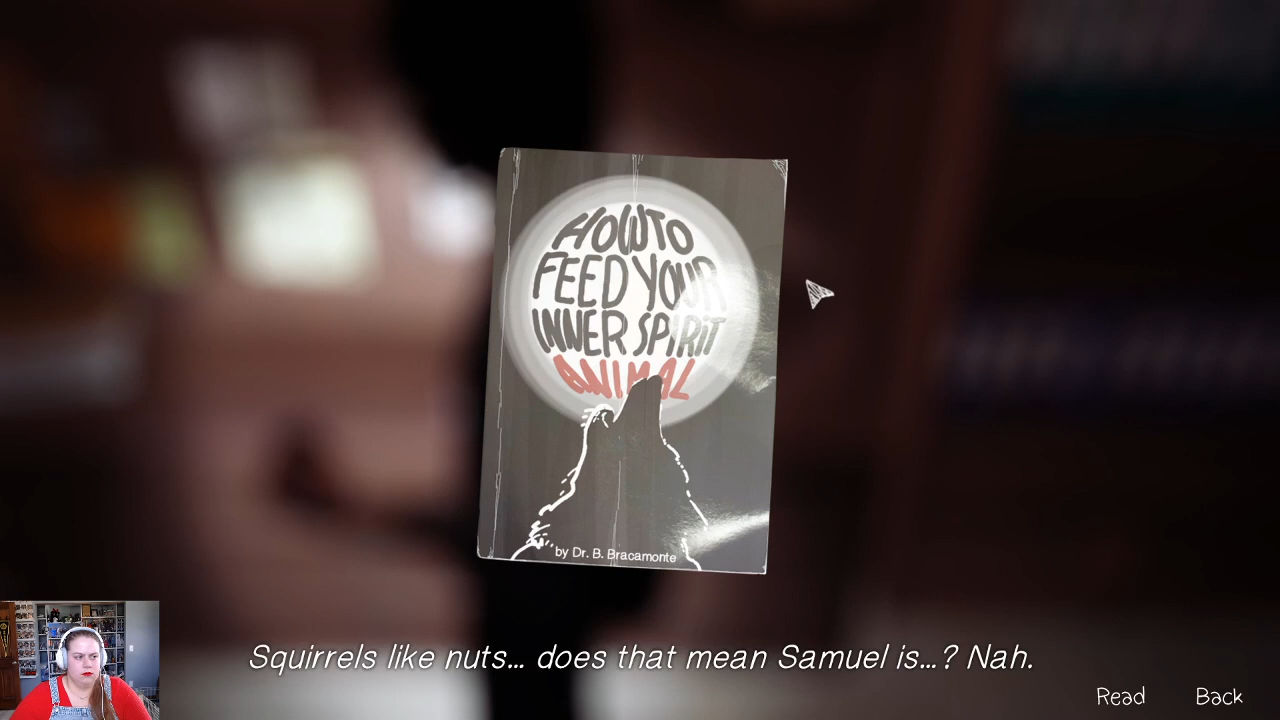 HOW TO
FEED YOUR
INNER SPIRIT
ANIMAL
by Dr. B. Bracamonte
Squirrels like nuts... does that mean Samuel is...? Nah.
Read
Back